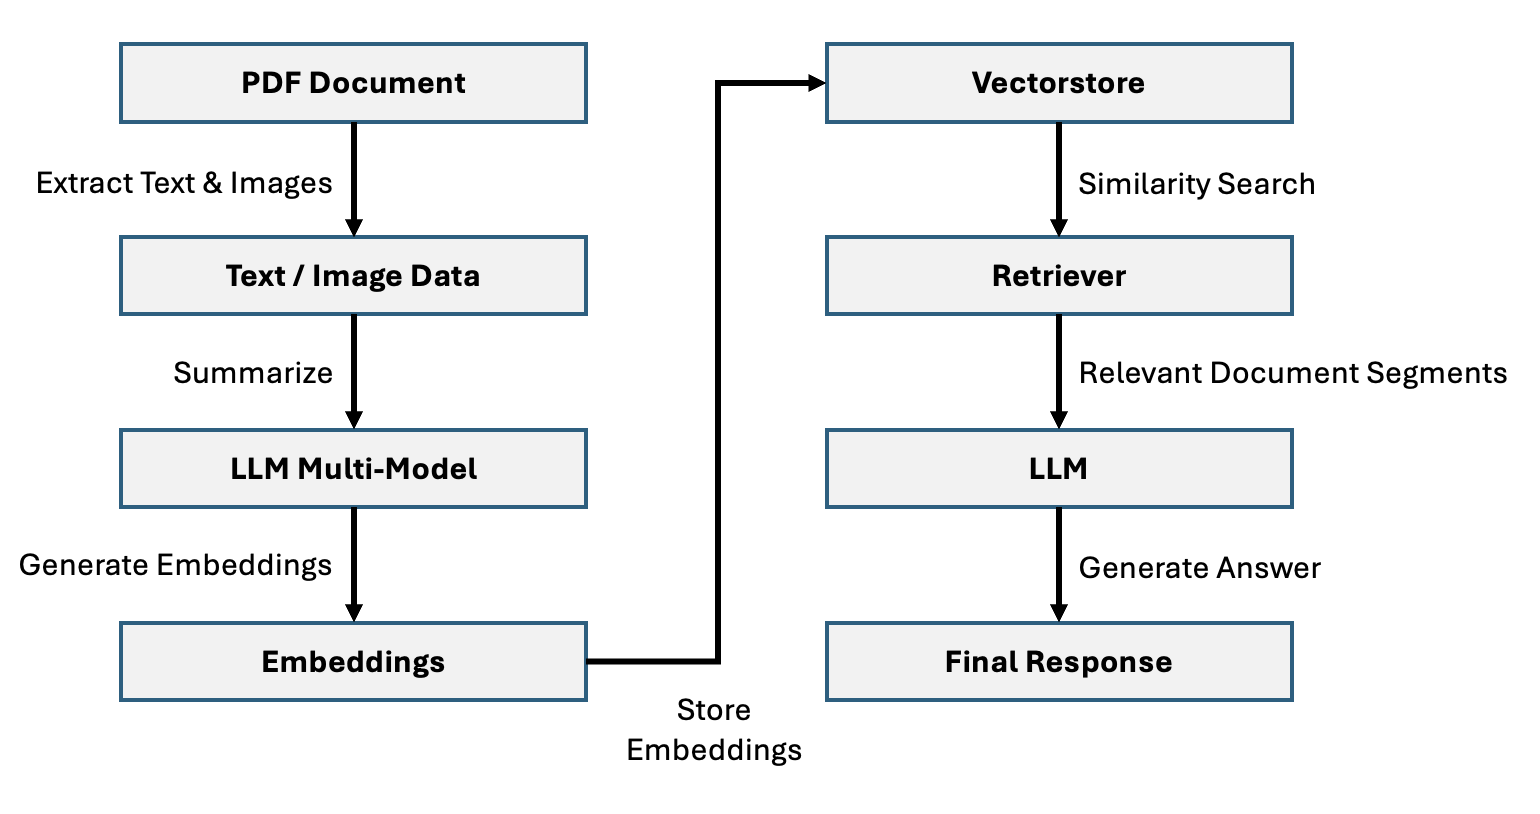 PDF Document
Extract Text & Images
Text / Image Data
Summarize
LLM Multi-Model
Generate Embeddings
Embeddings
Store
Embeddings
Vectorstore
Similarity Search
Retriever
Relevant Document Segments
LLM
Generate Answer
Final Response